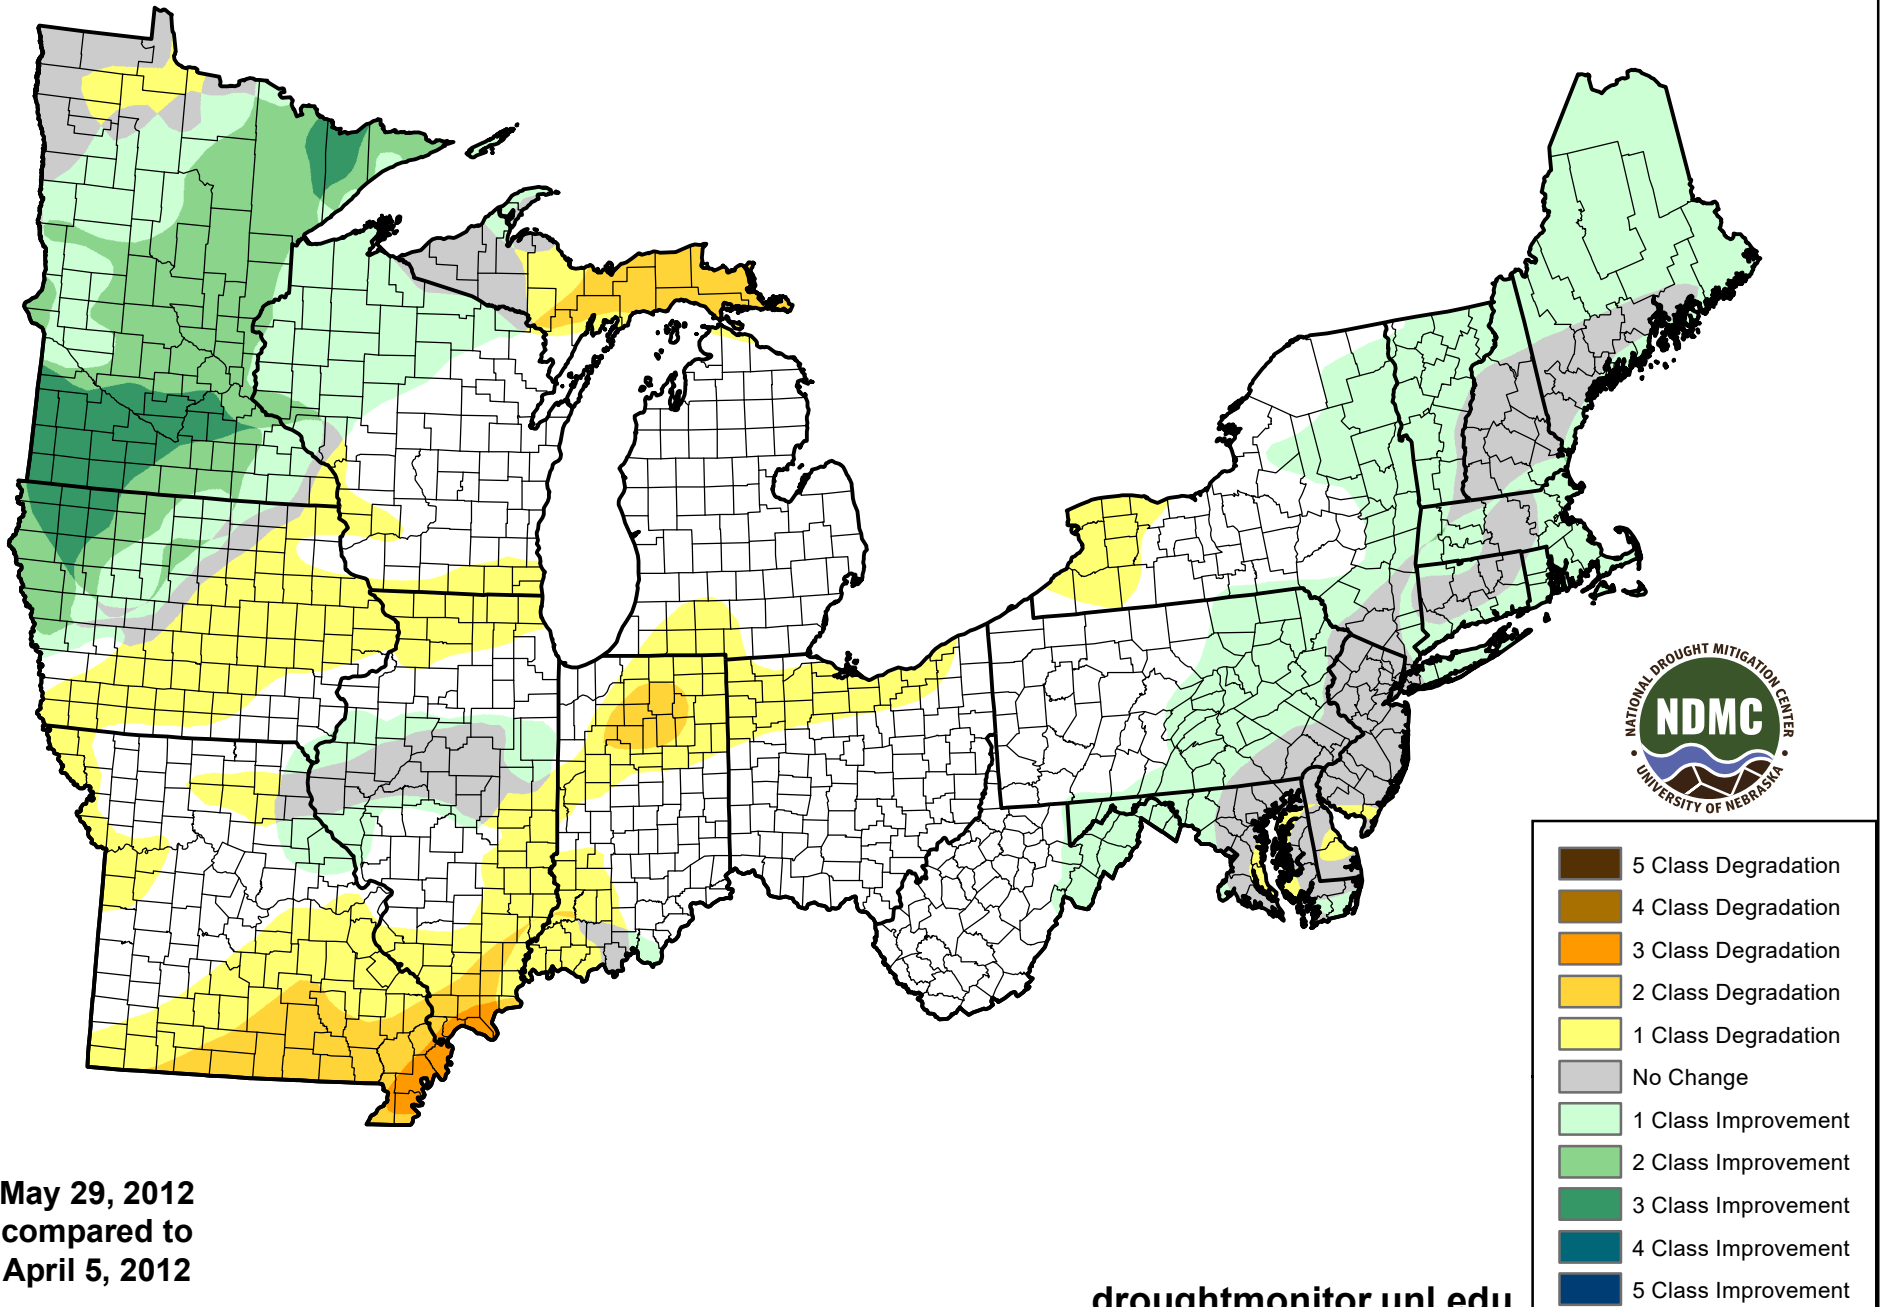 NATIONAL DROUGHT MITIGATION CENTER
NDMC
UNIVERSITY OF NEBRASKA
5 Class Degradation
4 Class Degradation
3 Class Degradation
2 Class Degradation
1 Class Degradation
No Change
1 Class Improvement
2 Class Improvement
3 Class Improvement
4 Class Improvement
5 Class Improvement
May 29, 2012
compared to
April 5, 2012
droughtmonitor.unl.edu